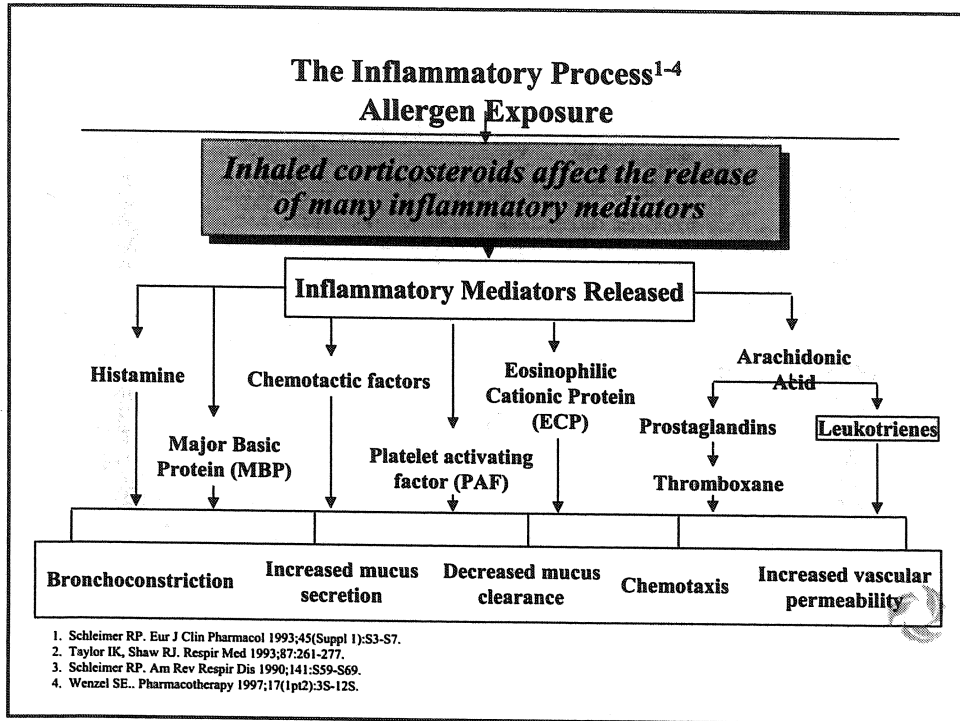 The Inflammatory Process1-4
Allergen Exposure
Inhaled corticosteroids affect the release
of many inflammatory mediators
Inflammatory Mediators Released
Histamine
Major Basic
Protein (MBP)
Chemotactic factors
Platelet activating
factor (PAF)
Eosinophilic
Cationic Protein
(ECP)
Arachidonic
Acid
Prostaglandins
Leukotrienes
Thromboxane
Bronchoconstriction
Increased mucus
secretion
Decreased mucus
clearance
Chemotaxis
Increased vascular
permeability
1. Schleimer RP. Eur J Clin Pharmacol 1993;45(Suppl 1):S3-S7.
2. Taylor IK, Shaw RJ. Respir Med 1993;87:261-277.
3. Schleimer RP. Am Rev Respir Dis 1990;141:S59-S69.
4. Wenzel SE.. Pharmacotherapy 1997;17(1pt2):3S-12S.